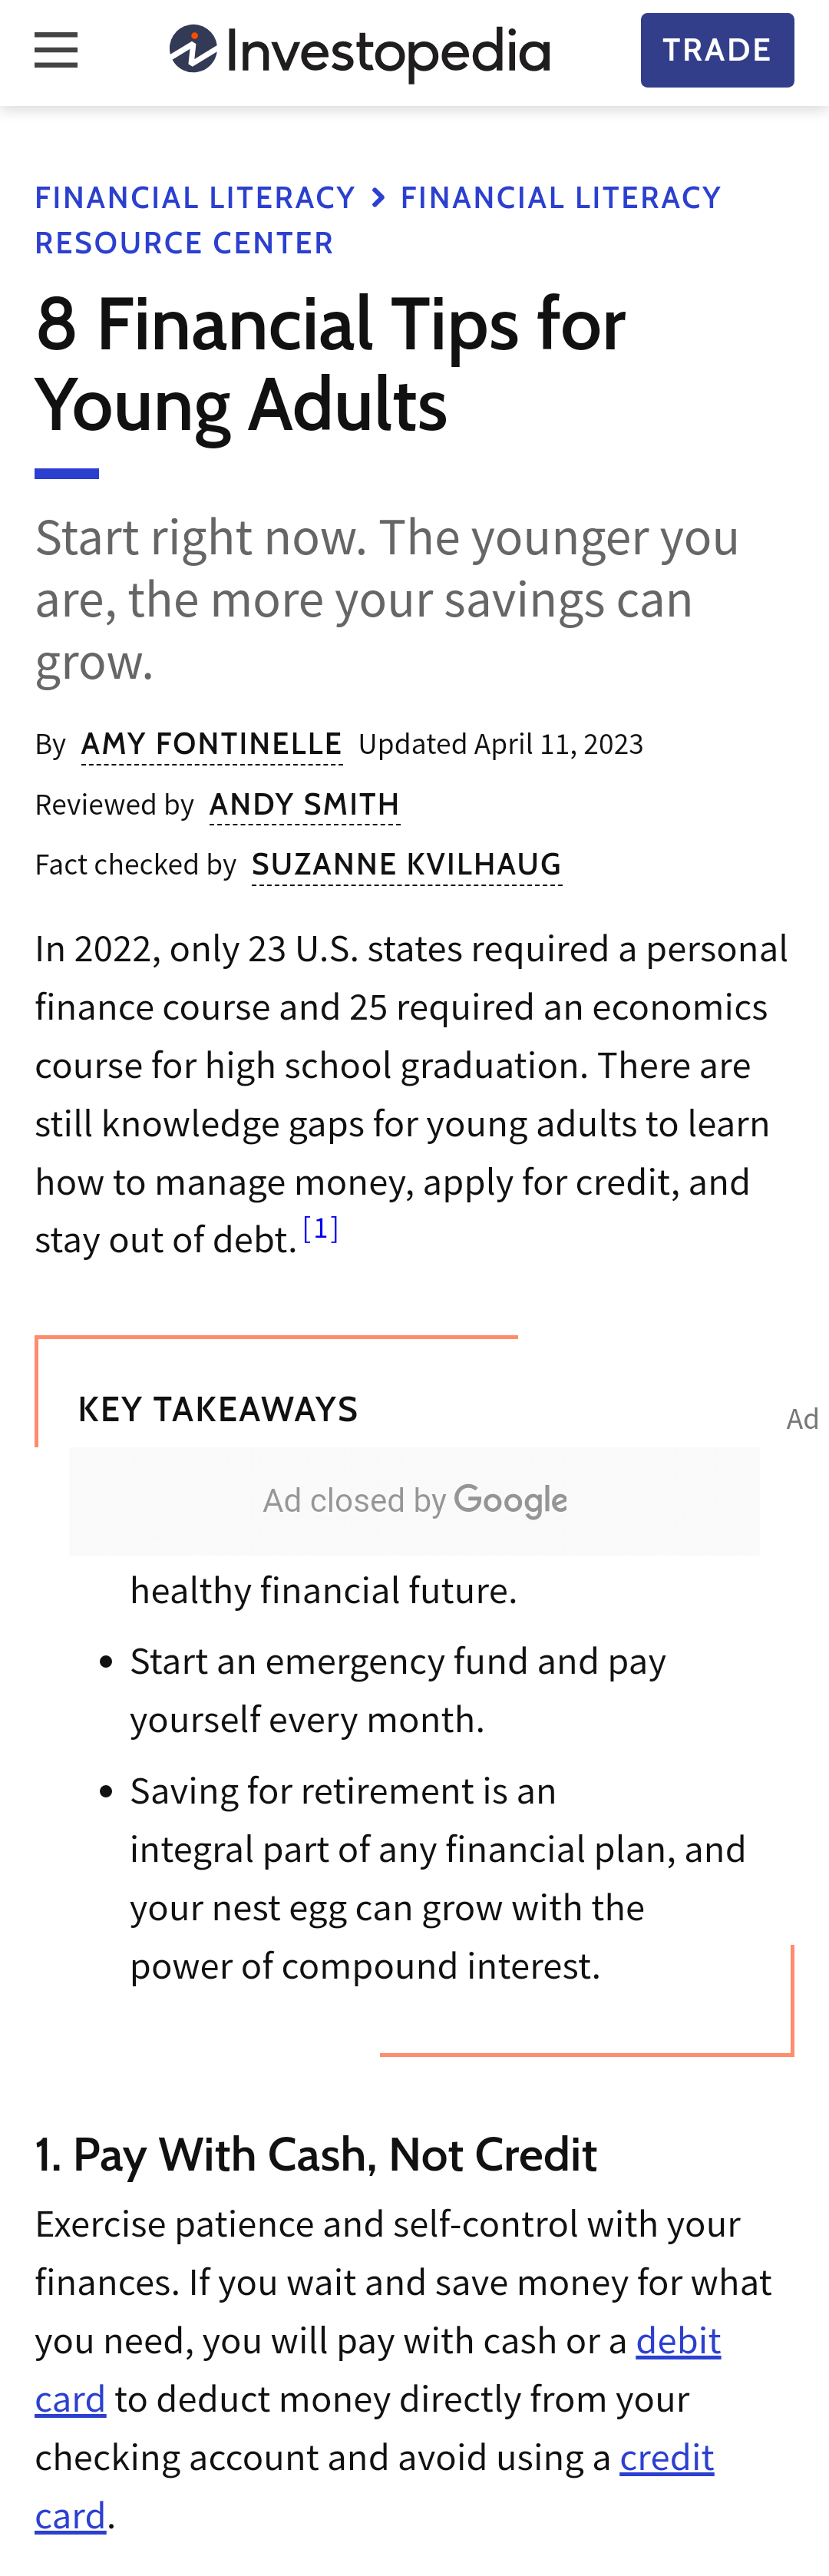 Investopedia
TRADE
FINANCIAL LITERACY > FINANCIAL LITERACY
RESOURCE CENTER
8 Financial Tips for
Young Adults
Start right now. The younger you
are, the more your savings can
grow.
By AMY FONTINELLE Updated April 11, 2023
Reviewed by ANDY SMITH
Fact checked by SUZANNE KVILHAUG
In 2022, only 23 U.S. states required a personal
finance course and 25 required an economics
course for high school graduation. There are
still knowledge gaps for young adults to learn
how to manage money, apply for credit, and
stay out of debt. [1]
KEY TAKEAWAYS
Ad
Ad closed by Google
healthy financial future.
• Start an emergency fund and pay
yourself every month.
• Saving for retirement is an
integral part of any financial plan, and
your nest egg can grow with the
power of compound interest.
1. Pay With Cash, Not Credit
Exercise patience and self-control with your
finances. If you wait and save money for what
you need, you will pay with cash or a debit
card to deduct money directly from your
checking account and avoid using a credit
card.